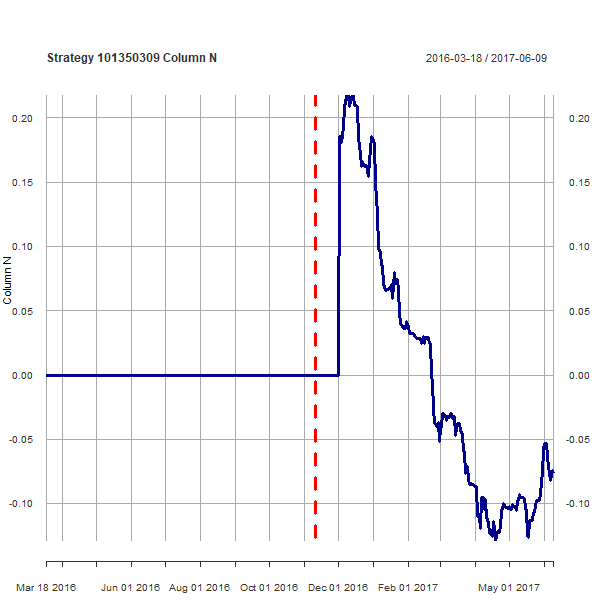 Strategy 101350309 Column N
2016-03-18 / 2017-06-09
0.20
0.20
0.15
0.15
0.10
0.10
Column N
0.05
0.05
0.00
0.00
-0.05
-0.05
-0.10
-0.10
Mar 18 2016
Jun 01 2016
Aug 01 2016
Oct 01 2016
Dec 01 2016
Feb 01 2017
May 01 2017